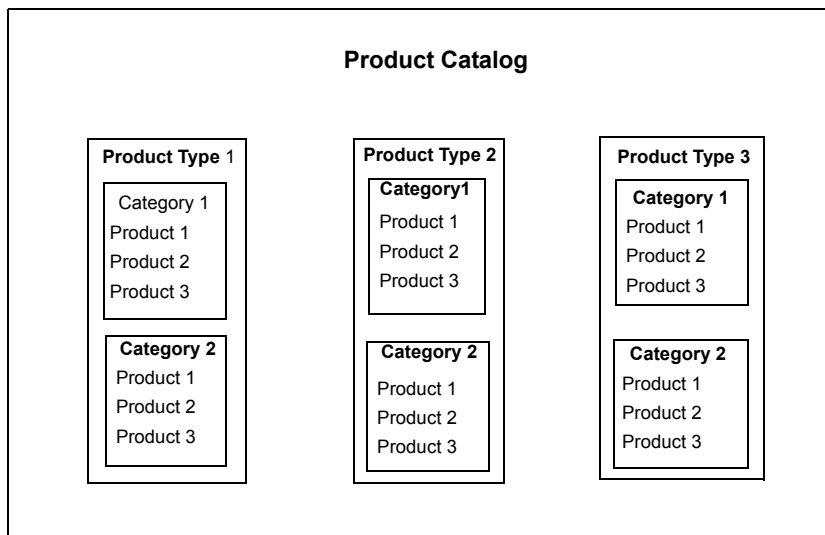 Product Catalog
Product Type 1
Category 1
Product 1
Product 2
Product 3
Category 2
Product 1
Product 2
Product 3
Product Type 2
Category1
Product 1
Product 2
Product 3
Category 2
Product 1
Product 2
Product 3
Product Type 3
Category 1
Product 1
Product 2
Product 3
Category 2
Product 1
Product 2
Product 3